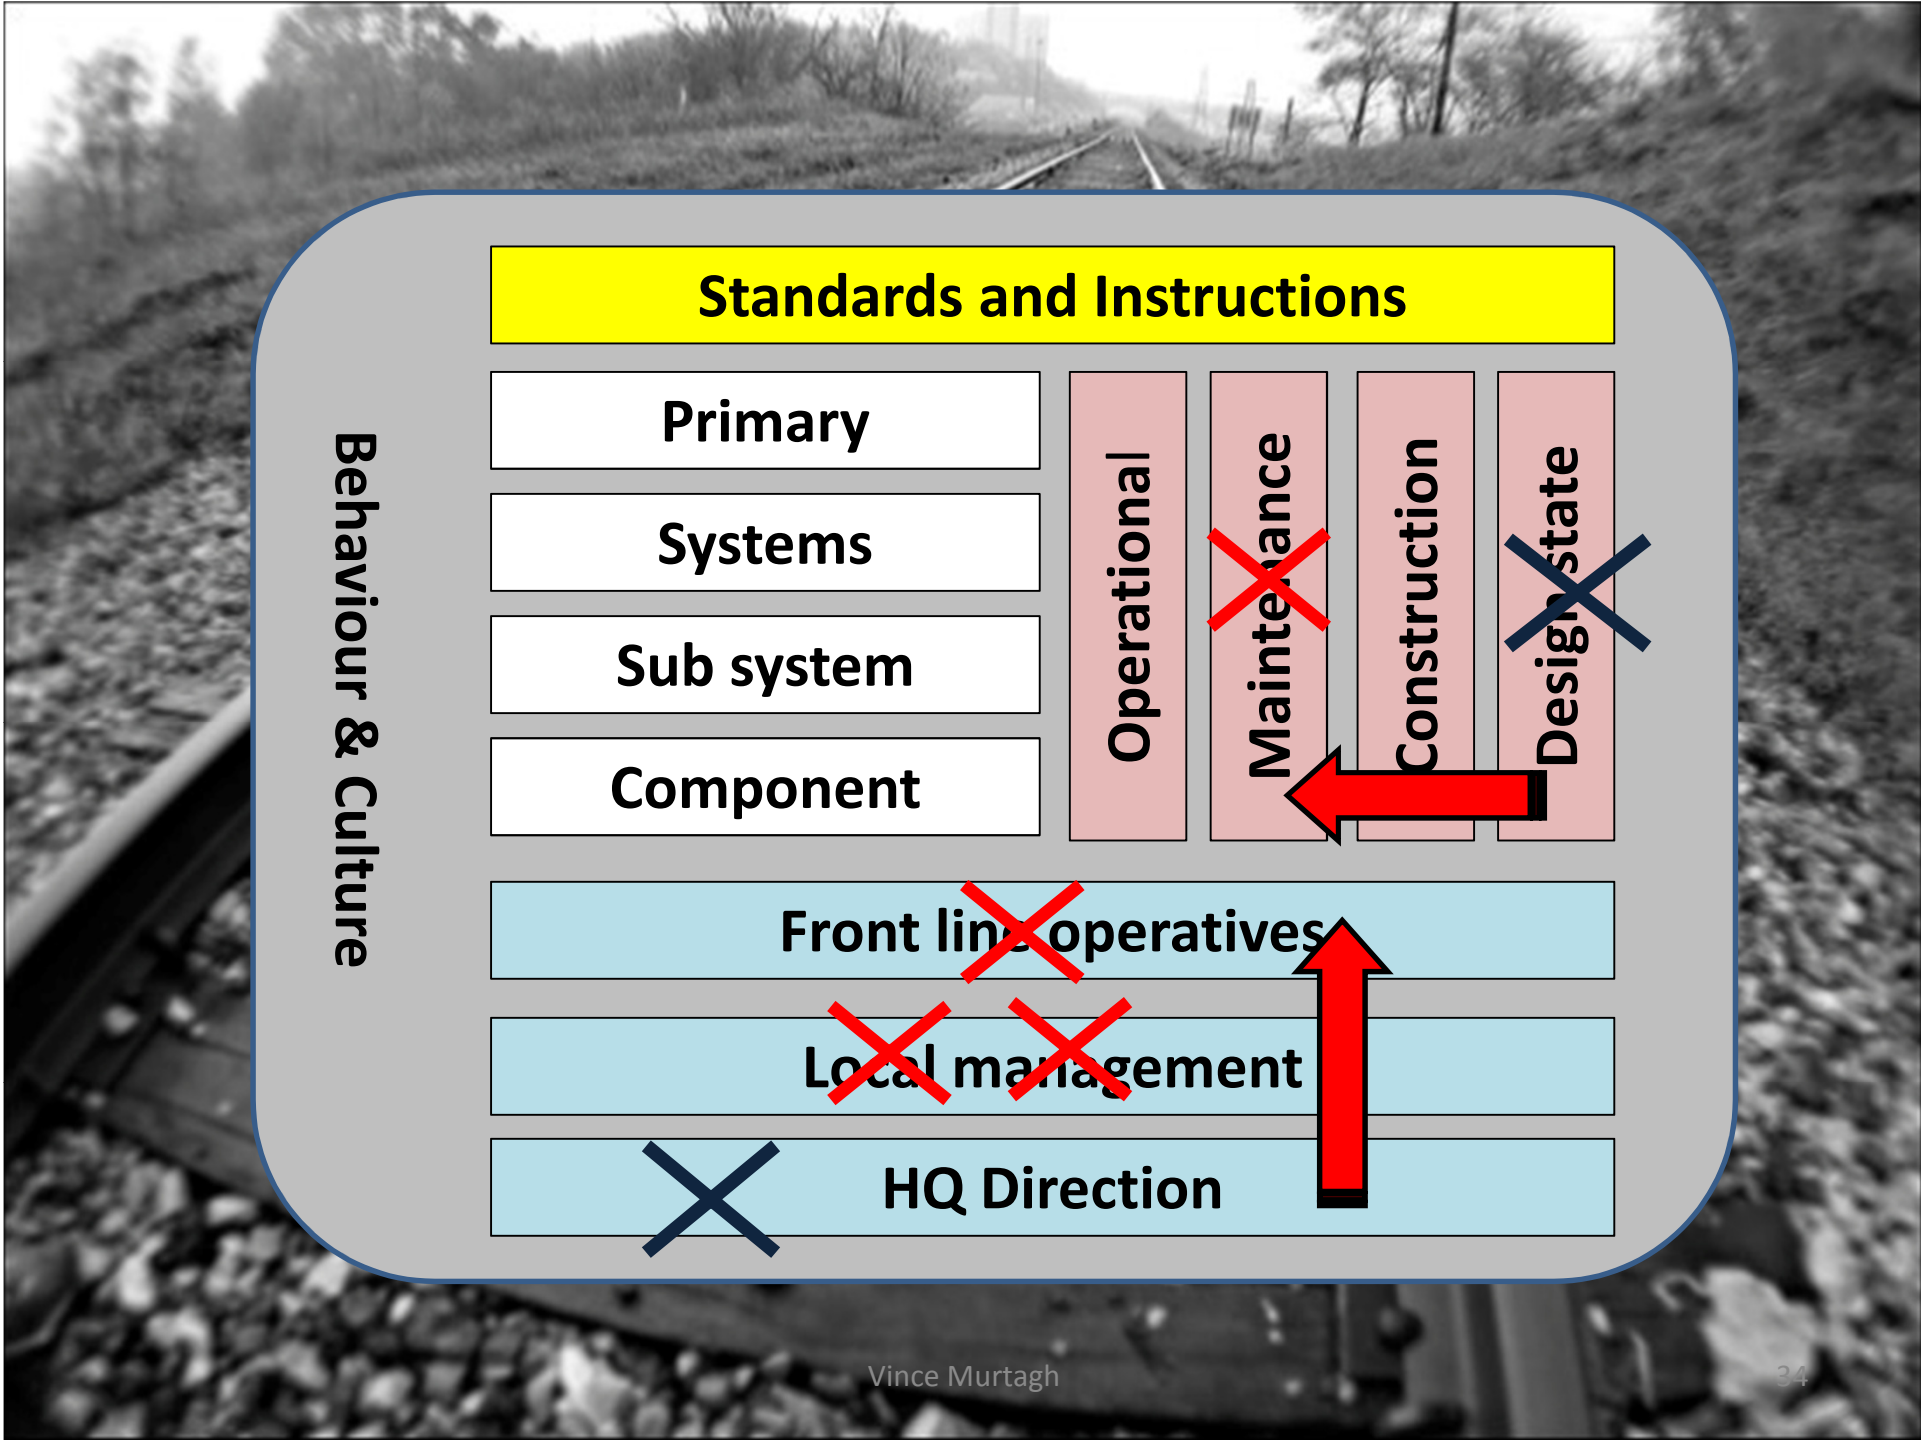 Standards and Instructions
Behaviour & Culture
Primary
Systems
Sub system
Component
Operational
Maintenance
Construction
Design state
Front line operatives
Local management
HQ Direction
Vince Murtagh
34